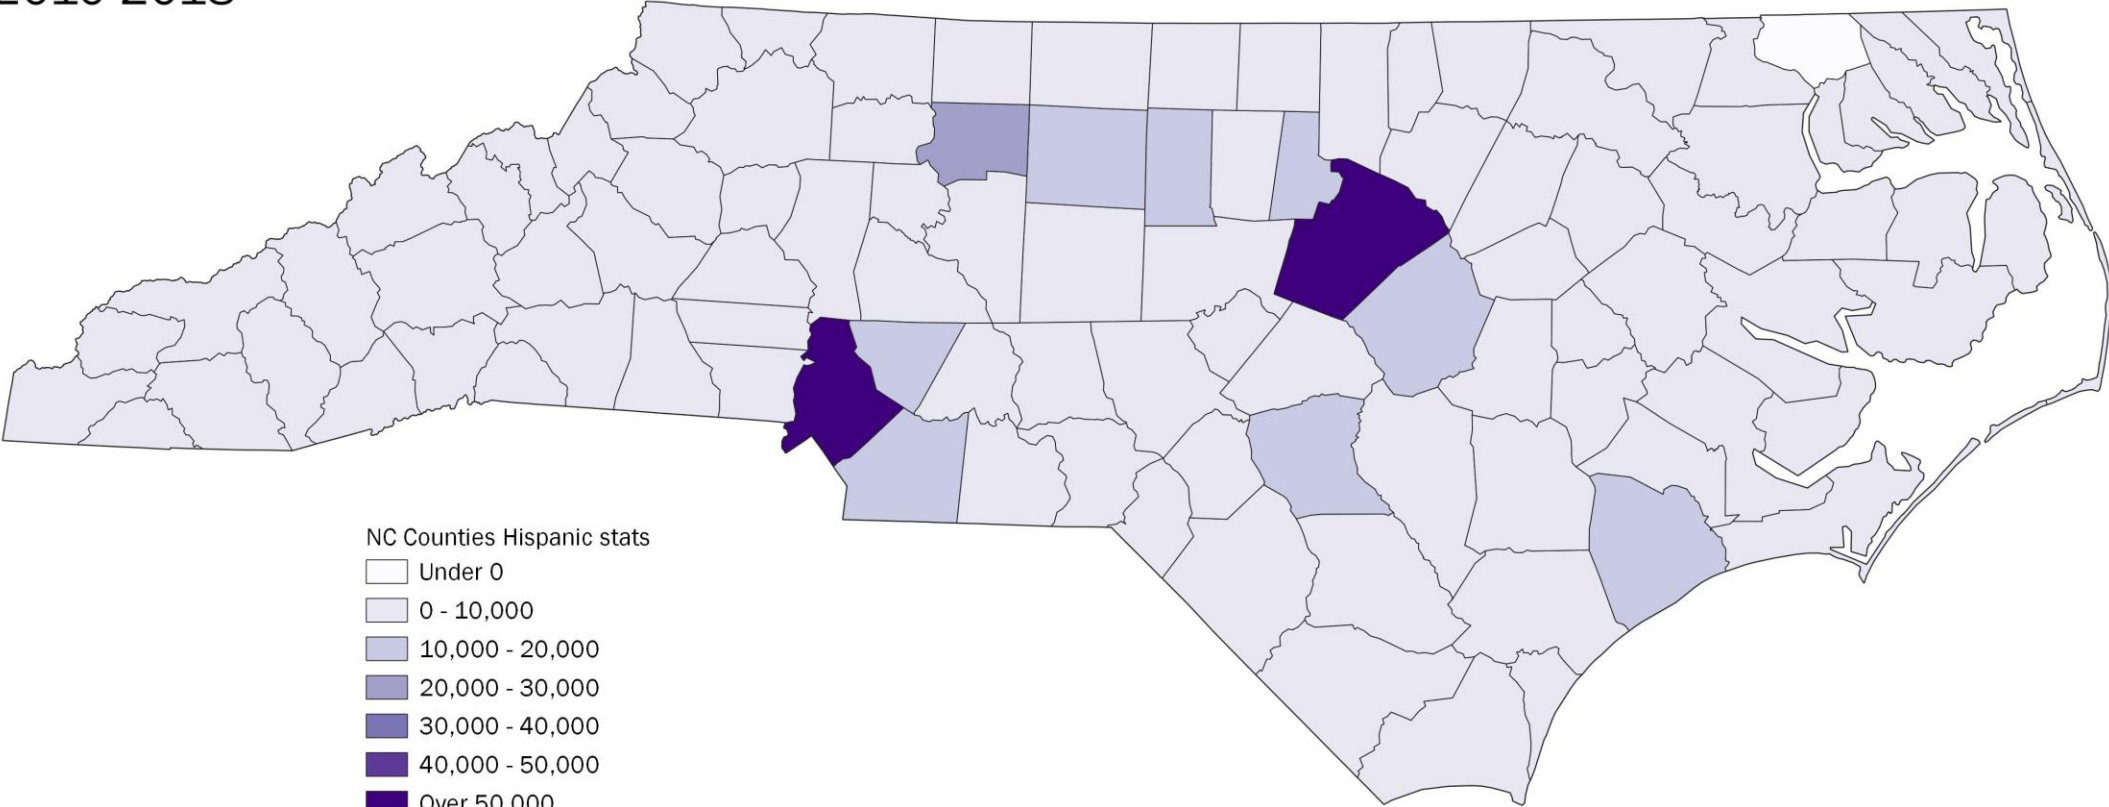 NC Counties Hispanic stats
Under 0
0 - 10,000
10,000 - 20,000
20,000 - 30,000
30,000 - 40,000
40,000 - 50,000
Over 50,000